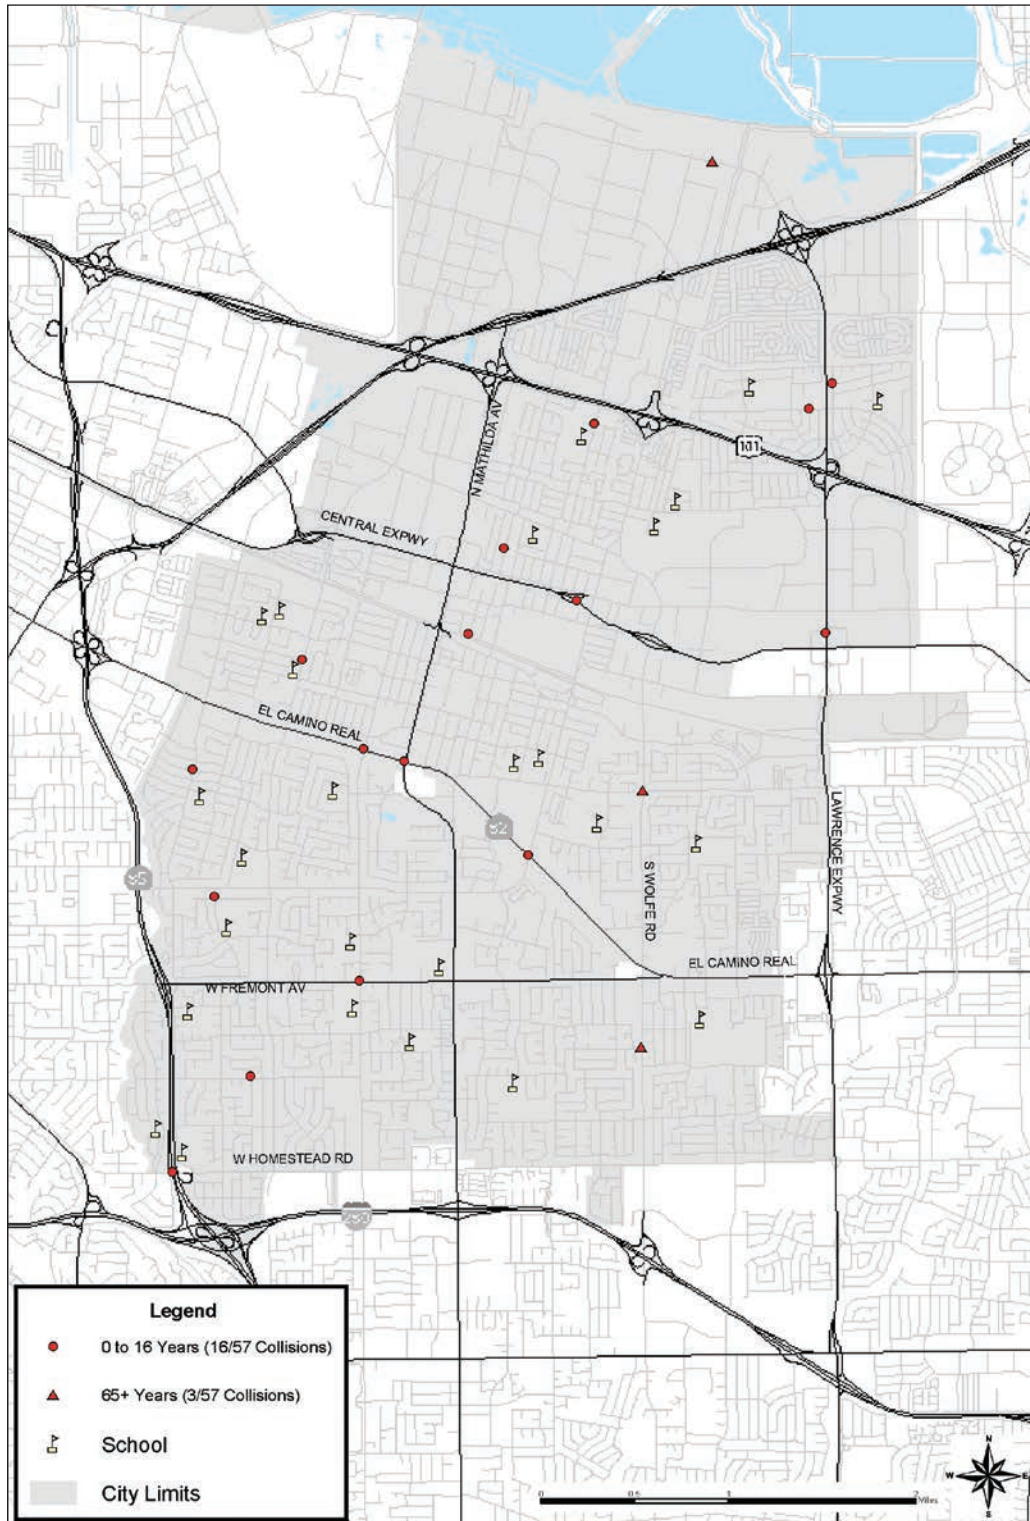 N MATHILDA AV
101
CENTRAL EXPWY
EL CAMINO REAL
82
85
S WOLFE RD
LAWRENCE EXPWY
EL CAMINO REAL
W FREMONT AV
W HOMESTEAD RD
Legend
0 to 16 Years (16/57 Collisions)
65+ Years (3/57 Collisions)
School
City Limits
0 0.5 1 2
Miles
N
W E
S